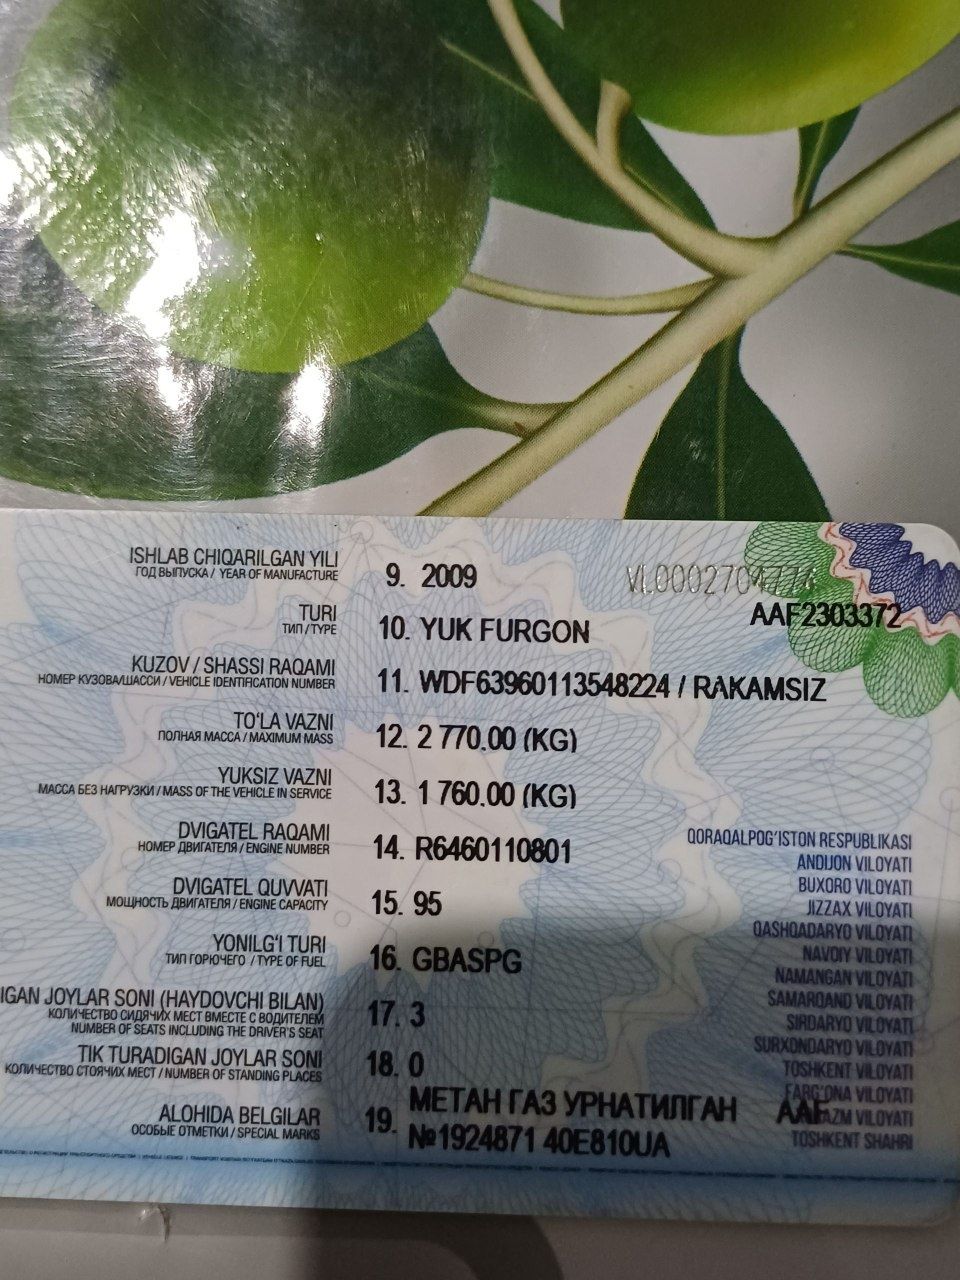 ISHLAB CHIQARILGAN YILI
ГОД ВЫПУСКА / YEAR OF MANUFACTURE
9. 2009
VL0002704774
AAF2303372
TURI
ТИП / TYPE
10. YUK FURGON
KUZOV / SHASSI RAQAMI
НОМЕР КУЗОВА/ШАССИ / VEHICLE IDENTIFICATION NUMBER
11. WDF63960113548224 / RAKAMSIZ
TO'LA VAZNI
ПОЛНАЯ МАССА / MAXIMUM MASS
12. 2 770.00 (KG)
YUKSIZ VAZNI
МАССА БЕЗ НАГРУЗКИ / MASS OF THE VEHICLE IN SERVICE
13. 1 760.00 (KG)
DVIGATEL RAQAMI
НОМЕР ДВИГАТЕЛЯ / ENGINE NUMBER
14. R6460110801
DVIGATEL QUVVATI
МОЩНОСТЬ ДВИГАТЕЛЯ / ENGINE CAPACITY
15. 95
YONILG'I TURI
ТИП ГОРЮЧЕГО / TYPE OF FUEL
16. GBASPG
IGAN JOYLAR SONI (HAYDOVCHI BILAN)
КОЛИЧЕСТВО СИДЯЧИХ МЕСТ ВМЕСТЕ С ВОДИТЕЛЕМ
NUMBER OF SEATS INCLUDING THE DRIVER'S SEAT
17. 3
TIK TURADIGAN JOYLAR SONI
КОЛИЧЕСТВО СТОЯЧИХ МЕСТ / NUMBER OF STANDING PLACES
18. 0
ALOHIDA BELGILAR
ОСОБЫЕ ОТМЕТКИ / SPECIAL MARKS
19. МЕТАН ГАЗ УРНАТИЛГАН AAF
№1924871 40E810UA
QORAQALPOG'ISTON RESPUBLIKASI
ANDIJON VILOYATI
BUXORO VILOYATI
JIZZAX VILOYATI
QASHQADARYO VILOYATI
NAVOIY VILOYATI
NAMANGAN VILOYATI
SAMARQAND VILOYATI
SIRDARYO VILOYATI
SURXONDARYO VILOYATI
TOSHKENT VILOYATI
FARG'ONA VILOYATI
AZM VILOYATI
TOSHKENT SHAHRI